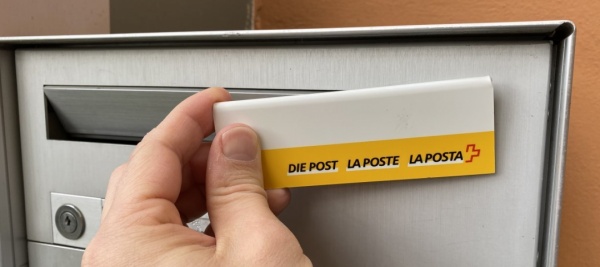 DIE POST LA POSTE LA POSTA